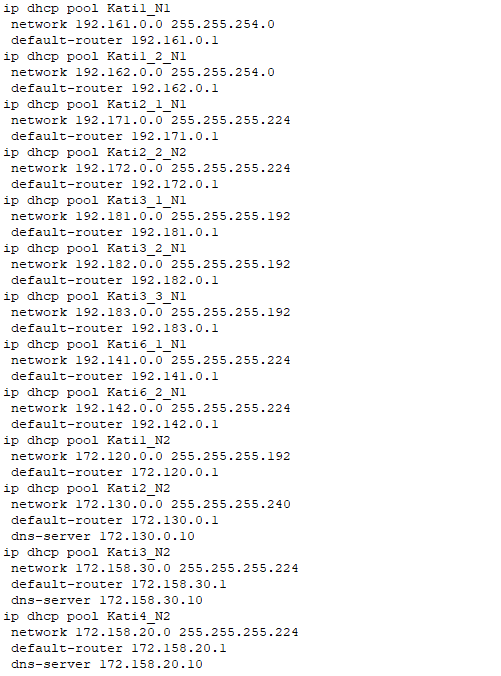 ip dhcp pool Kati1_N1
 network 192.161.0.0 255.255.254.0
 default-router 192.161.0.1
ip dhcp pool Kati1_2_N1
 network 192.162.0.0 255.255.254.0
 default-router 192.162.0.1
ip dhcp pool Kati2_1_N1
 network 192.171.0.0 255.255.255.224
 default-router 192.171.0.1
ip dhcp pool Kati2_2_N2
 network 192.172.0.0 255.255.255.224
 default-router 192.172.0.1
ip dhcp pool Kati3_1_N1
 network 192.181.0.0 255.255.255.192
 default-router 192.181.0.1
ip dhcp pool Kati3_2_N1
 network 192.182.0.0 255.255.255.192
 default-router 192.182.0.1
ip dhcp pool Kati3_3_N1
 network 192.183.0.0 255.255.255.192
 default-router 192.183.0.1
ip dhcp pool Kati6_1_N1
 network 192.141.0.0 255.255.255.224
 default-router 192.141.0.1
ip dhcp pool Kati6_2_N1
 network 192.142.0.0 255.255.255.224
 default-router 192.142.0.1
ip dhcp pool Kati1_N2
 network 172.120.0.0 255.255.255.192
 default-router 172.120.0.1
ip dhcp pool Kati2_N2
 network 172.130.0.0 255.255.255.240
 default-router 172.130.0.1
 dns-server 172.130.0.10
ip dhcp pool Kati3_N2
 network 172.158.30.0 255.255.255.224
 default-router 172.158.30.1
 dns-server 172.158.30.10
ip dhcp pool Kati4_N2
 network 172.158.20.0 255.255.255.224
 default-router 172.158.20.1
 dns-server 172.158.20.10